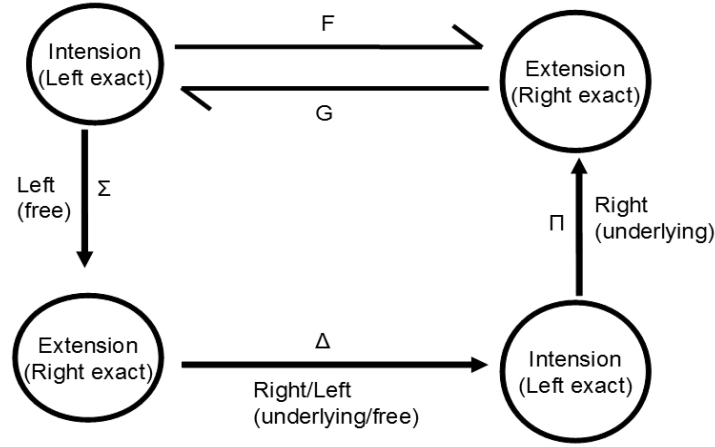 Intension
(Left exact)
F
G
Extension
(Right exact)
Left
(free)
Σ
Π
Right
(underlying)
Extension
(Right exact)
Δ
Right/Left
(underlying/free)
Intension
(Left exact)